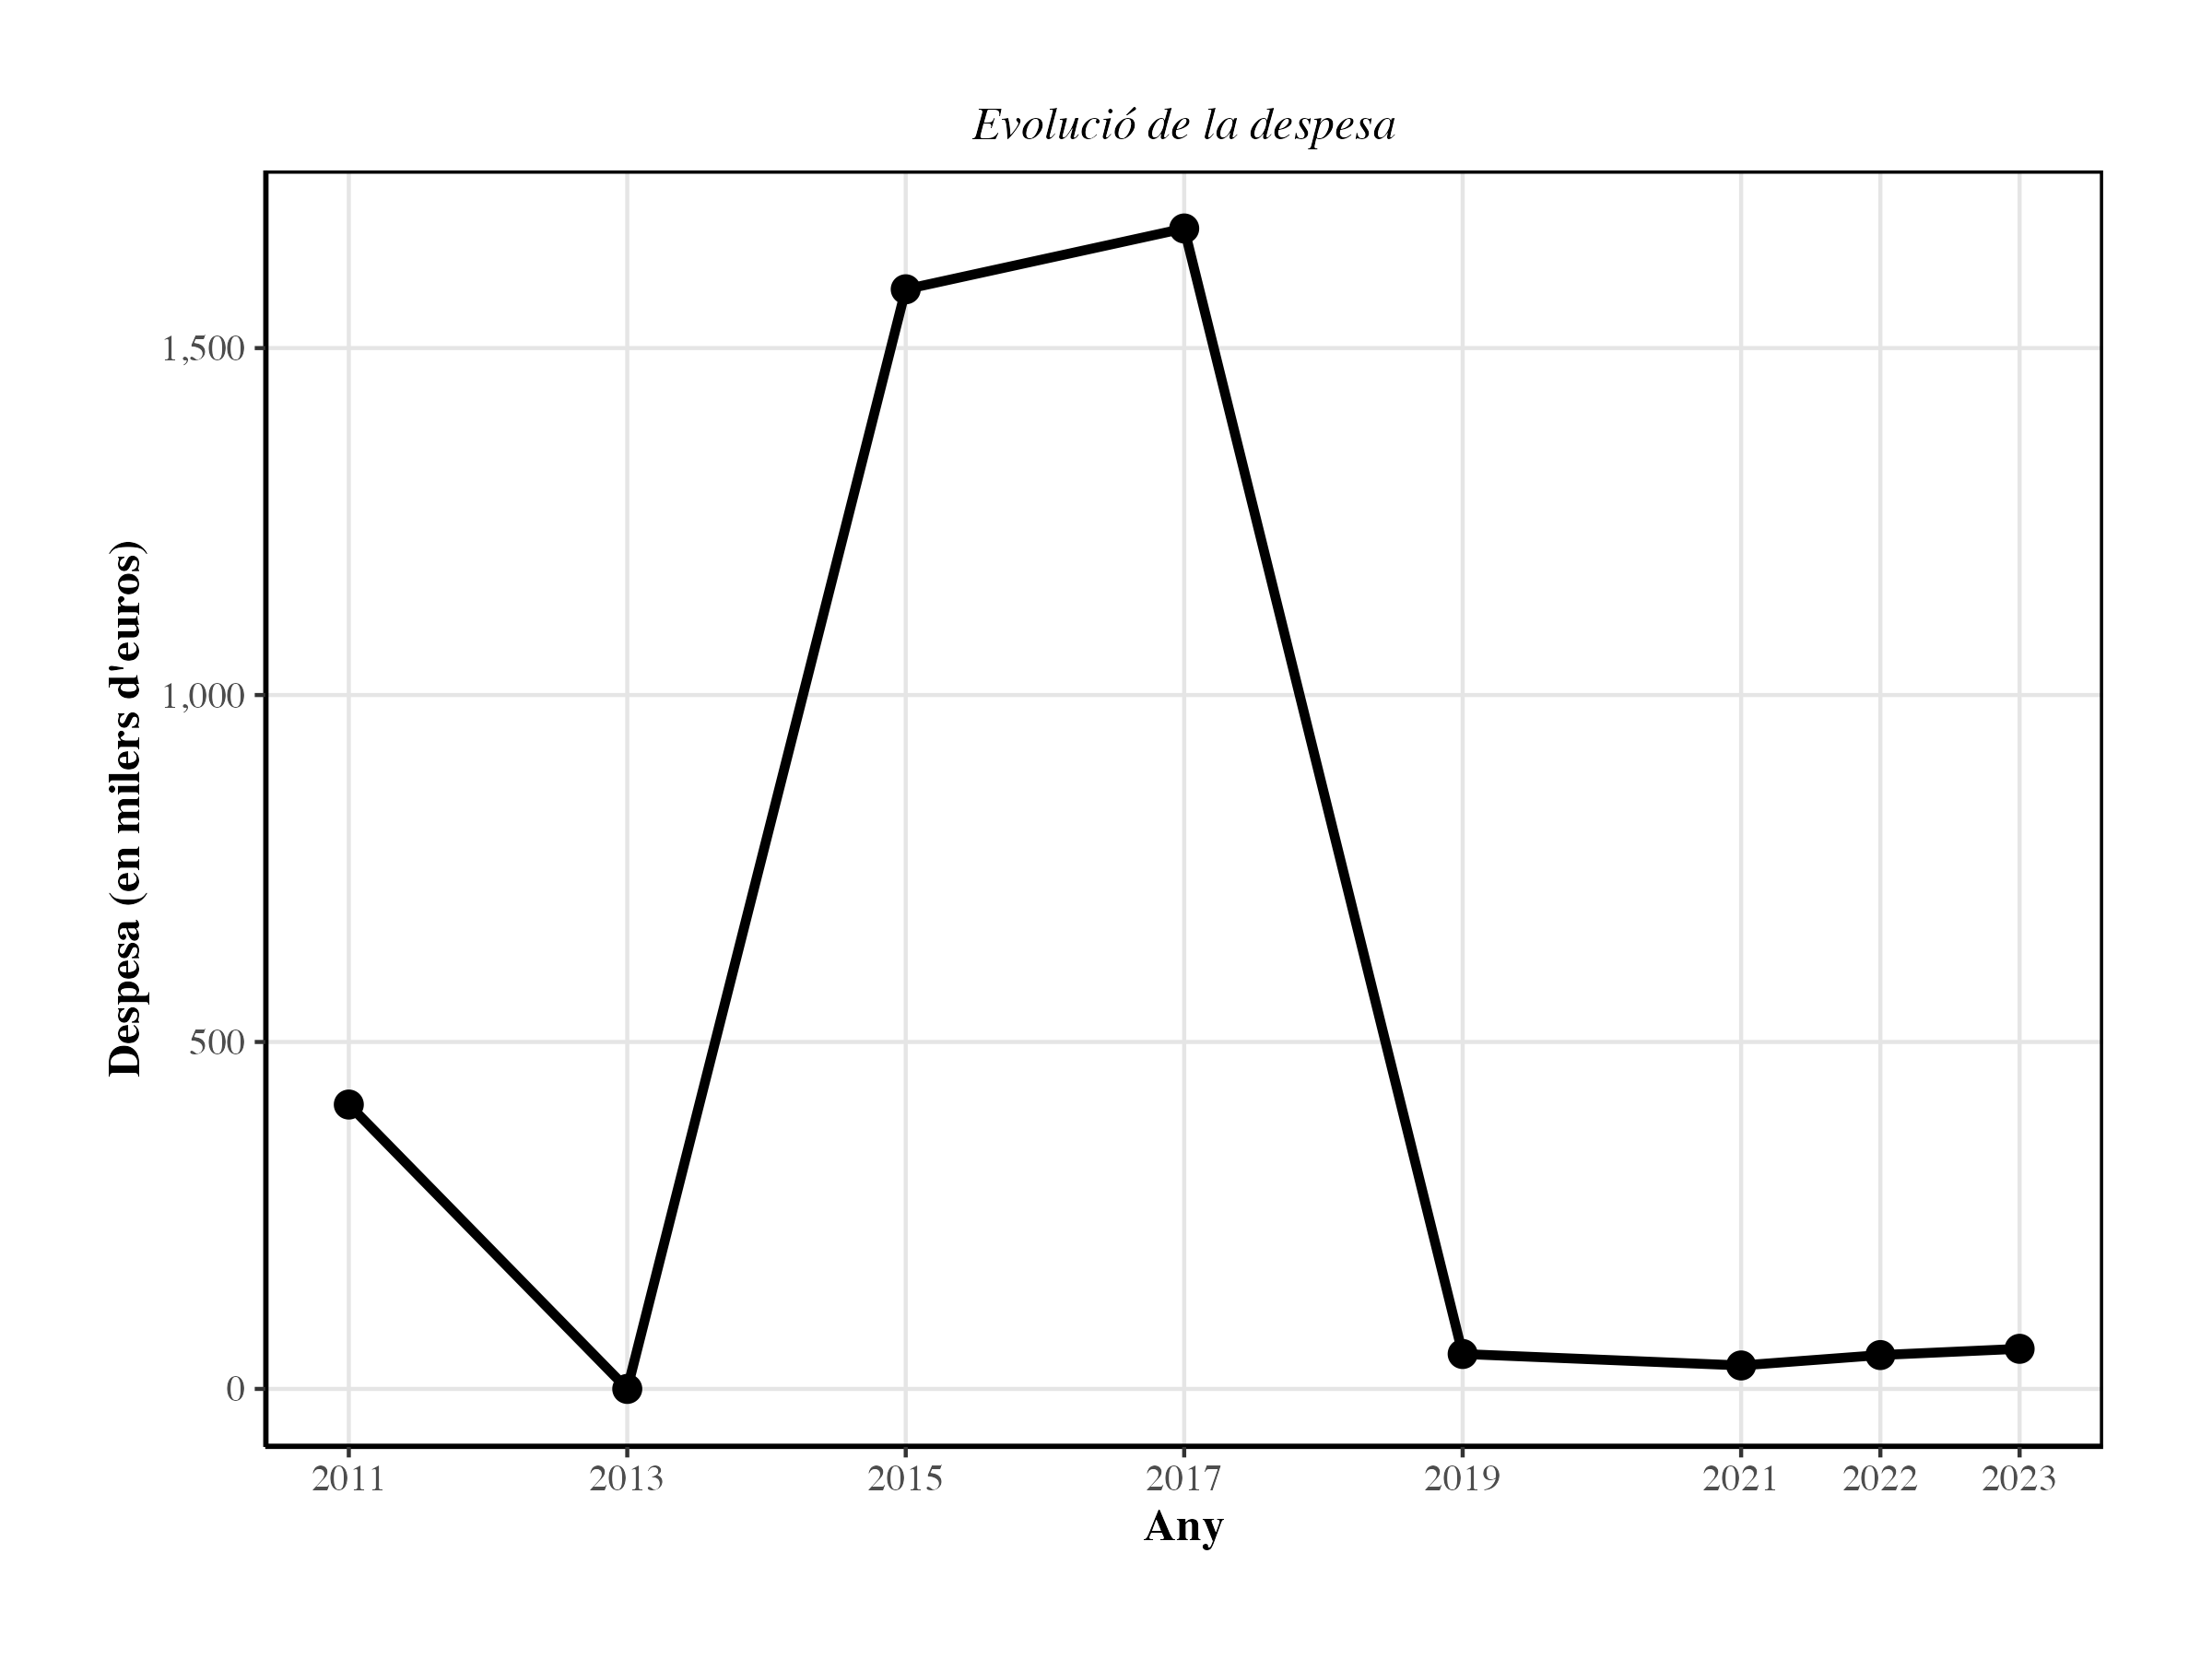 Evolució de la despesa
Despesa (en milers d'euros)
1,500
1,000
500
0
2011 2013 2015 2017 2019 2021 2022 2023
Any